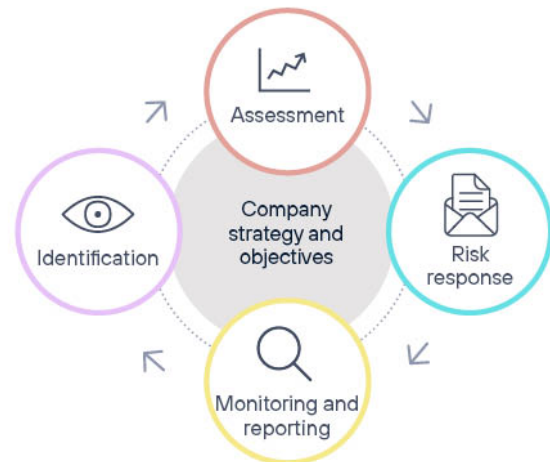 Assessment
Company
strategy and
objectives
Identification
Risk
response
Monitoring and
reporting